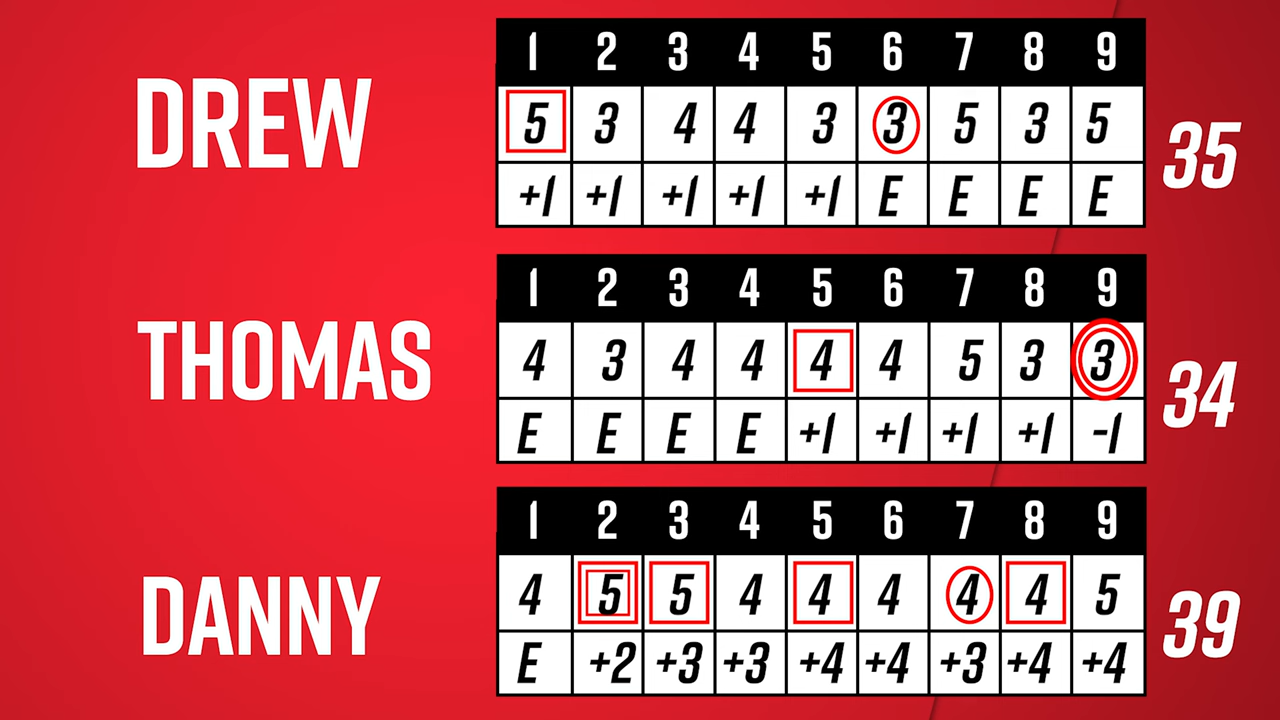 DREW
1 2 3 4 5 6 7 8 9
5 3 4 4 3 3 5 3 5
+1 +1 +1 +1 +1 E E E E
35
THOMAS
1 2 3 4 5 6 7 8 9
4 3 4 4 4 4 5 3 3
E E E E +1 +1 +1 +1 -1
34
DANNY
1 2 3 4 5 6 7 8 9
4 5 5 4 4 4 4 4 5
E +2 +3 +3 +4 +4 +3 +4 +4
39